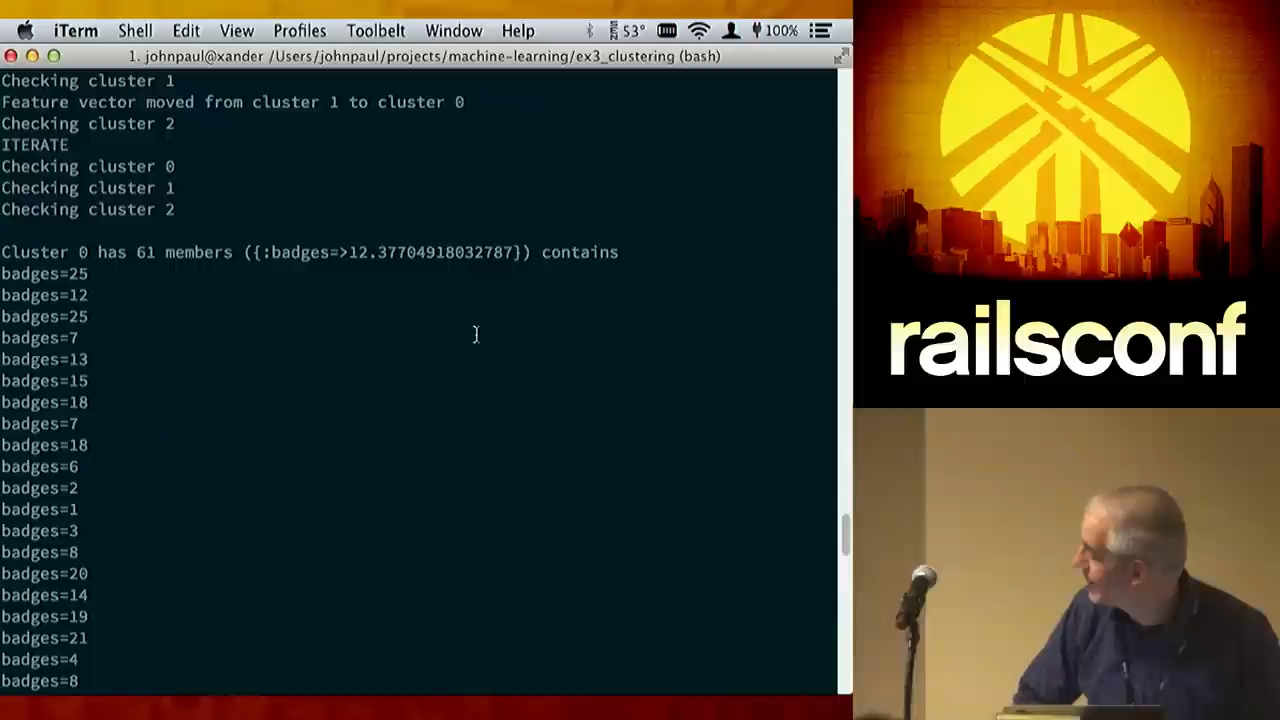 iTerm Shell Edit View Profiles Toolbelt Window Help 53° 100%
1. johnpaul@xander /Users/johnpaul/projects/machine-learning/ex3_clustering (bash)
Checking cluster 1
Feature vector moved from cluster 1 to cluster 0
Checking cluster 2
ITERATE
Checking cluster 0
Checking cluster 1
Checking cluster 2
Cluster 0 has 61 members ({:badges=>12.377049180327787}) contains
badges=25
badges=12
badges=25
badges=7
badges=13
badges=15
badges=18
badges=7
badges=18
badges=6
badges=2
badges=1
badges=3
badges=8
badges=20
badges=14
badges=19
badges=21
badges=4
badges=8
railsconf